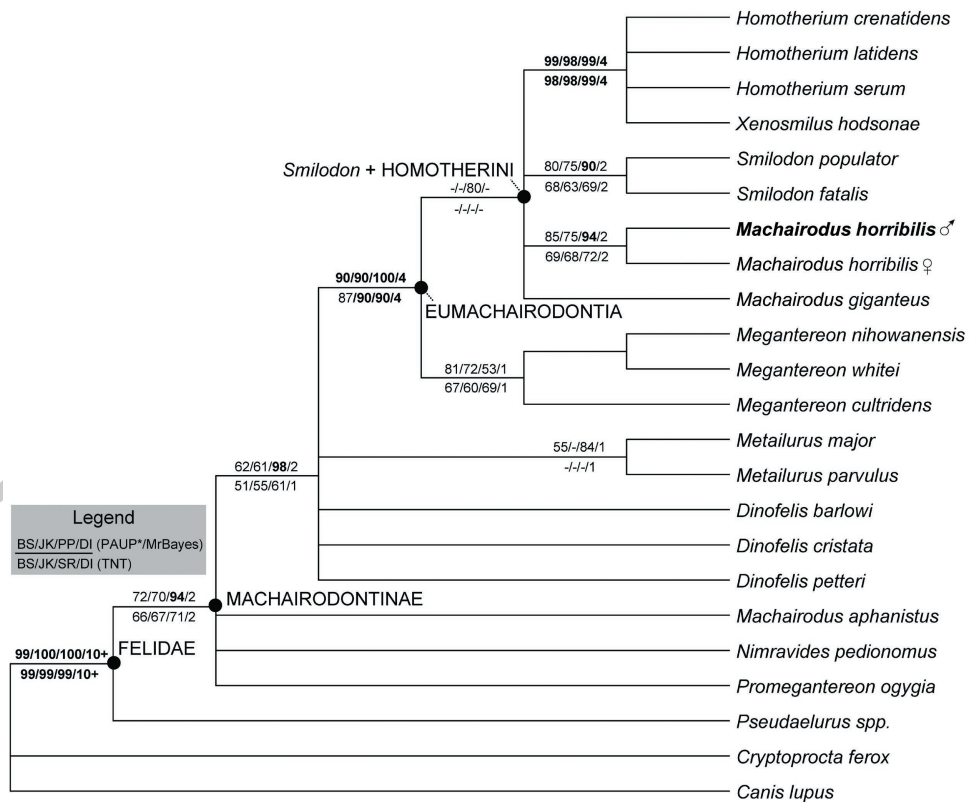 Homotherium crenatidens
Homotherium latidens
99/98/99/4
98/98/99/4
Homotherium serum
Xenosmilus hodsonae
Smilodon + HOMOTHERINI
80/75/90/2
68/63/69/2
Smilodon populator
Smilodon fatalis
-/-/80/-
-/-/-/-
85/75/94/2
69/68/72/2
Machairodus horribilis ♂
Machairodus horribilis ♀
90/90/100/4
87/90/90/4
Machairodus giganteus
EUMACHAIRODONTIA
Megantereon nihowanensis
81/72/53/1
67/60/69/1
Megantereon whitei
Megantereon cultridens
55/-/84/1
-/-/-/1
Metailurus major
Metailurus parvulus
62/61/98/2
51/55/61/1
Dinofelis barlowi
Dinofelis cristata
Dinofelis petteri
Legend
BS/JK/PP/DI (PAUP*/MrBayes)
BS/JK/SR/DI (TNT)
72/70/94/2
66/67/71/2
MACHAIRODONTINAE
Machairodus aphanistus
99/100/100/10+
99/99/99/10+
FELIDAE
Nimravides pedionomus
Promegantereon ogygia
Pseudaelurus spp.
Cryptoprocta ferox
Canis lupus